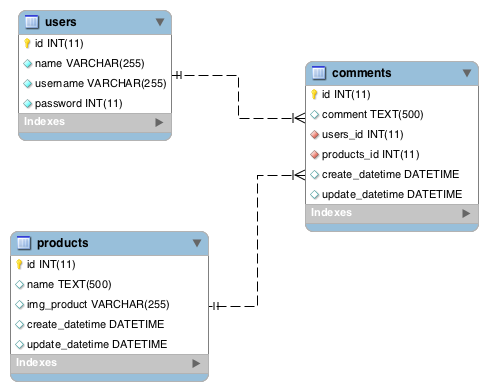 users
id INT(11)
name VARCHAR(255)
username VARCHAR(255)
password INT(11)
Indexes
comments
id INT(11)
comment TEXT(500)
users_id INT(11)
products_id INT(11)
create_datetime DATETIME
update_datetime DATETIME
Indexes
products
id INT(11)
name TEXT(500)
img_product VARCHAR(255)
create_datetime DATETIME
update_datetime DATETIME
Indexes